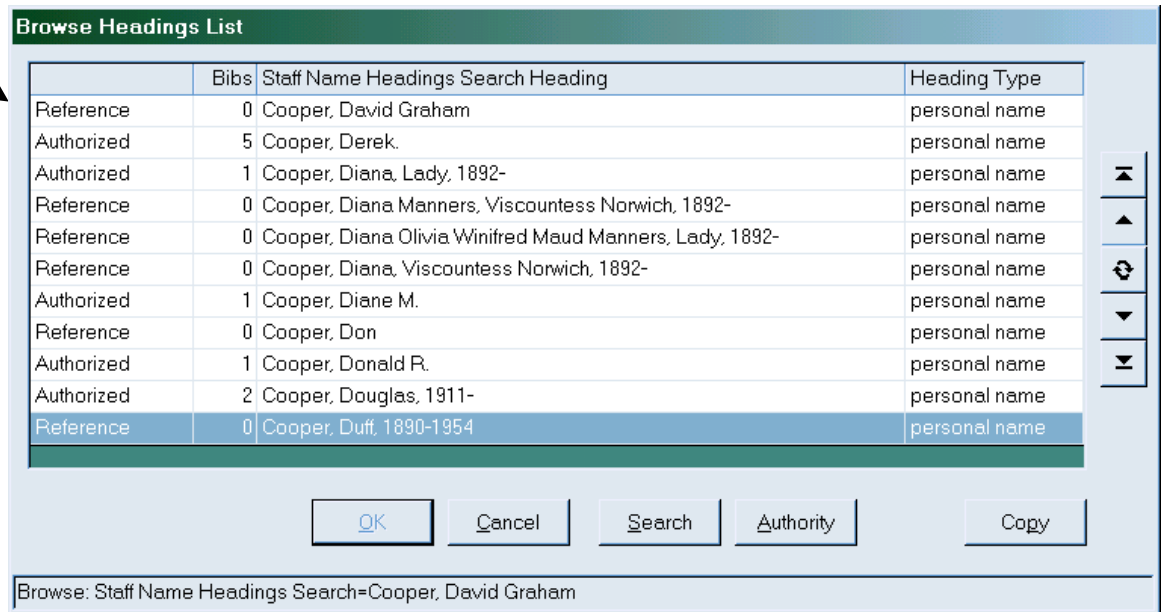 Browse Headings List
Bibs Staff Name Headings Search Heading Heading Type
Reference 0 Cooper, David Graham personal name
Authorized 5 Cooper, Derek. personal name
Authorized 1 Cooper, Diana, Lady, 1892- personal name
Reference 0 Cooper, Diana Manners, Viscountess Norwich, 1892- personal name
Reference 0 Cooper, Diana Olivia Winifred Maud Manners, Lady, 1892- personal name
Reference 0 Cooper, Diana, Viscountess Norwich, 1892- personal name
Authorized 1 Cooper, Diane M. personal name
Reference 0 Cooper, Don personal name
Authorized 1 Cooper, Donald R. personal name
Authorized 2 Cooper, Douglas, 1911- personal name
Reference 0 Cooper, Duff, 1890-1954 personal name
OK Cancel Search Authority Copy
Browse: Staff Name Headings Search=Cooper, David Graham